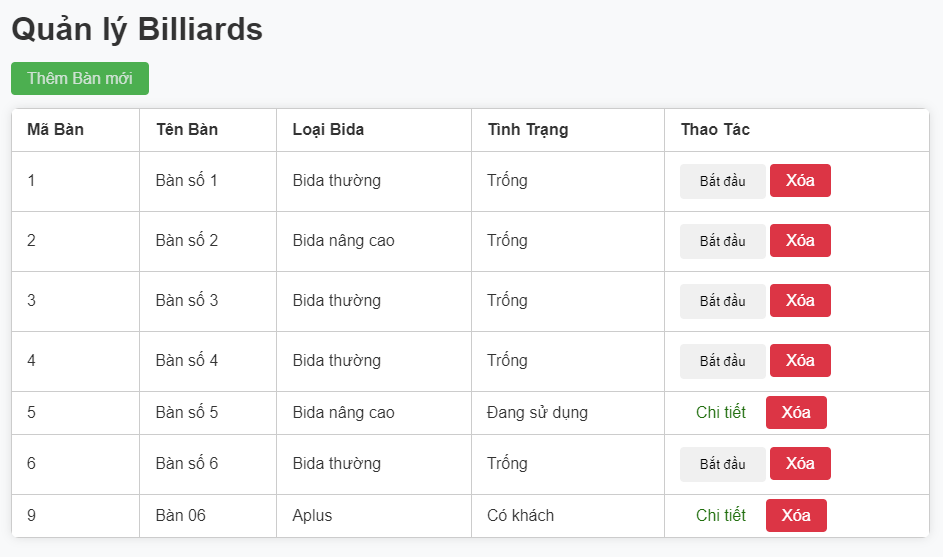 Quản lý Billiards
Thêm Bàn mới
Mã Bàn Tên Bàn Loại Bida Tình Trạng Thao Tác
1 Bàn số 1 Bida thường Trống Bắt đầu Xóa
2 Bàn số 2 Bida nâng cao Trống Bắt đầu Xóa
3 Bàn số 3 Bida thường Trống Bắt đầu Xóa
4 Bàn số 4 Bida thường Trống Bắt đầu Xóa
5 Bàn số 5 Bida nâng cao Đang sử dụng Chi tiết Xóa
6 Bàn số 6 Bida thường Trống Bắt đầu Xóa
9 Bàn 06 Aplus Có khách Chi tiết Xóa